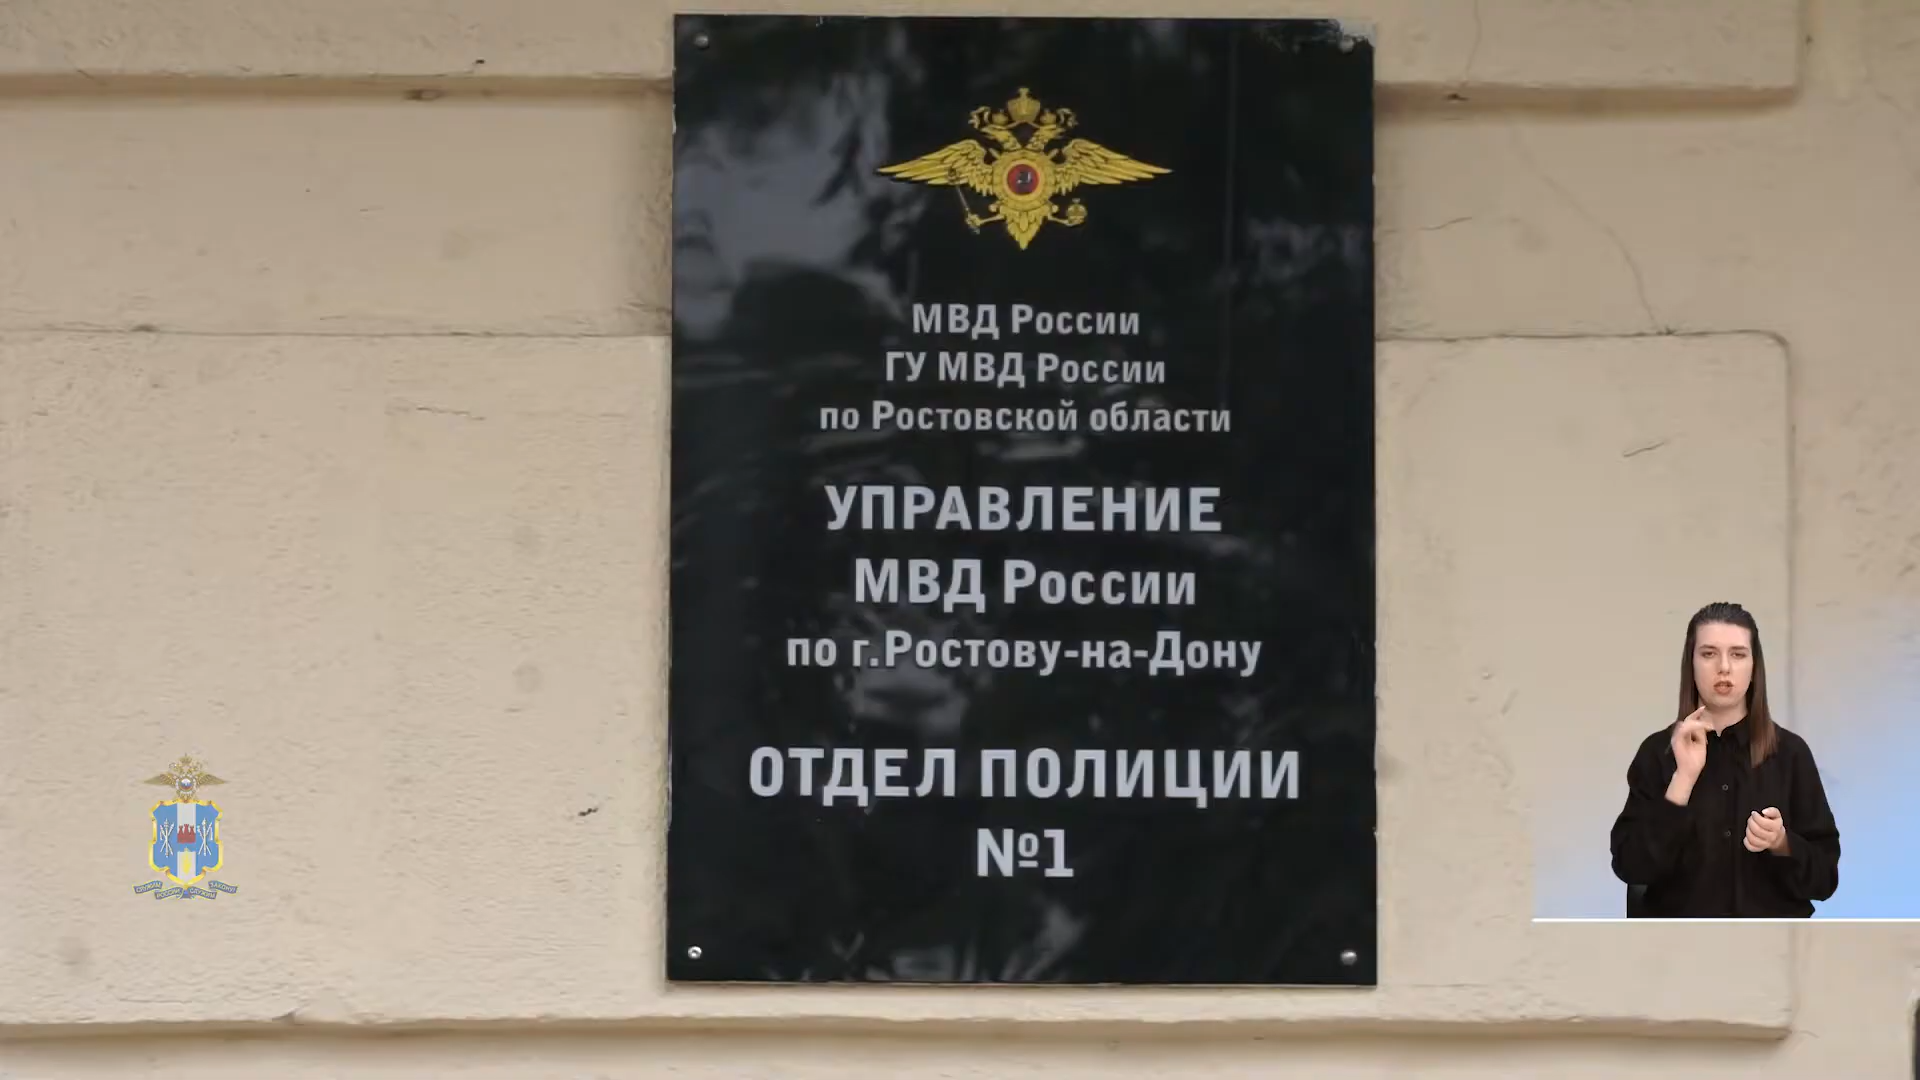 МВД России
ГУ МВД России
по Ростовской области
УПРАВЛЕНИЕ
МВД России
по г.Ростову-на-Дону
ОТДЕЛ ПОЛИЦИИ
№1